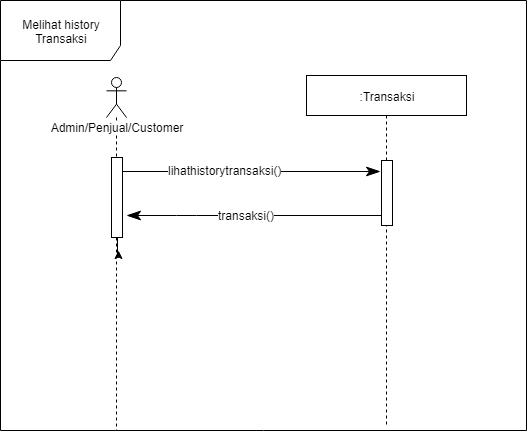 Melihat history
Transaksi
:Transaksi
Admin/Penjual/Customer
lihathistorytransaksi()
transaksi()